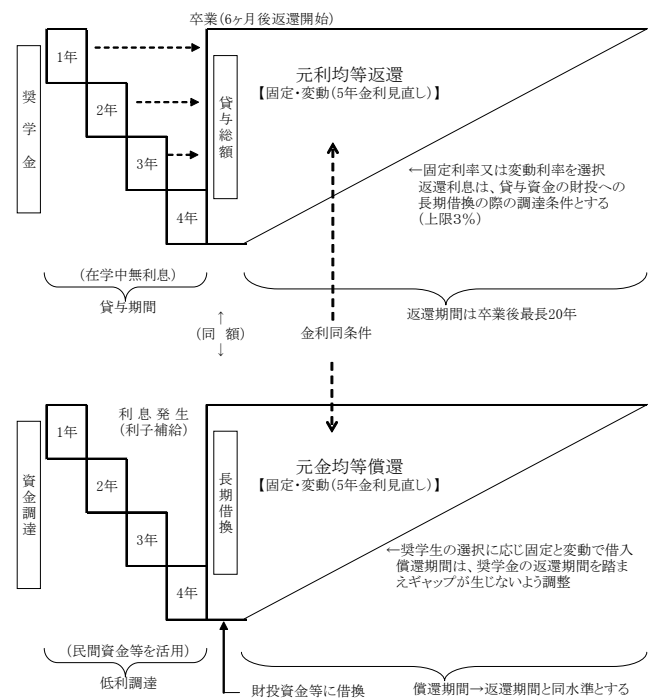 卒業(6ヶ月後返還開始)
奨学金
1年
2年
3年
4年
貸与総額
元利均等返還
【固定・変動(5年金利見直し)】
←固定利率又は変動利率を選択
返還利息は、貸与資金の財投への
長期借換の際の調達条件とする
(上限3%)
(在学中無利息)
貸与期間
返還期間は卒業後最長20年
↑
(同 額)
↓
金利同条件
資金調達
1年
2年
3年
4年
利 息 発 生
(利子補給)
長期借換
元金均等償還
【固定・変動(5年金利見直し)】
←奨学生の選択に応じ固定と変動で借入
償還期間は、奨学金の返還期間を踏ま
えギャップが生じないよう調整
(民間資金等を活用)
低利調達
財投資金等に借換
償還期間→返還期間と同水準とする